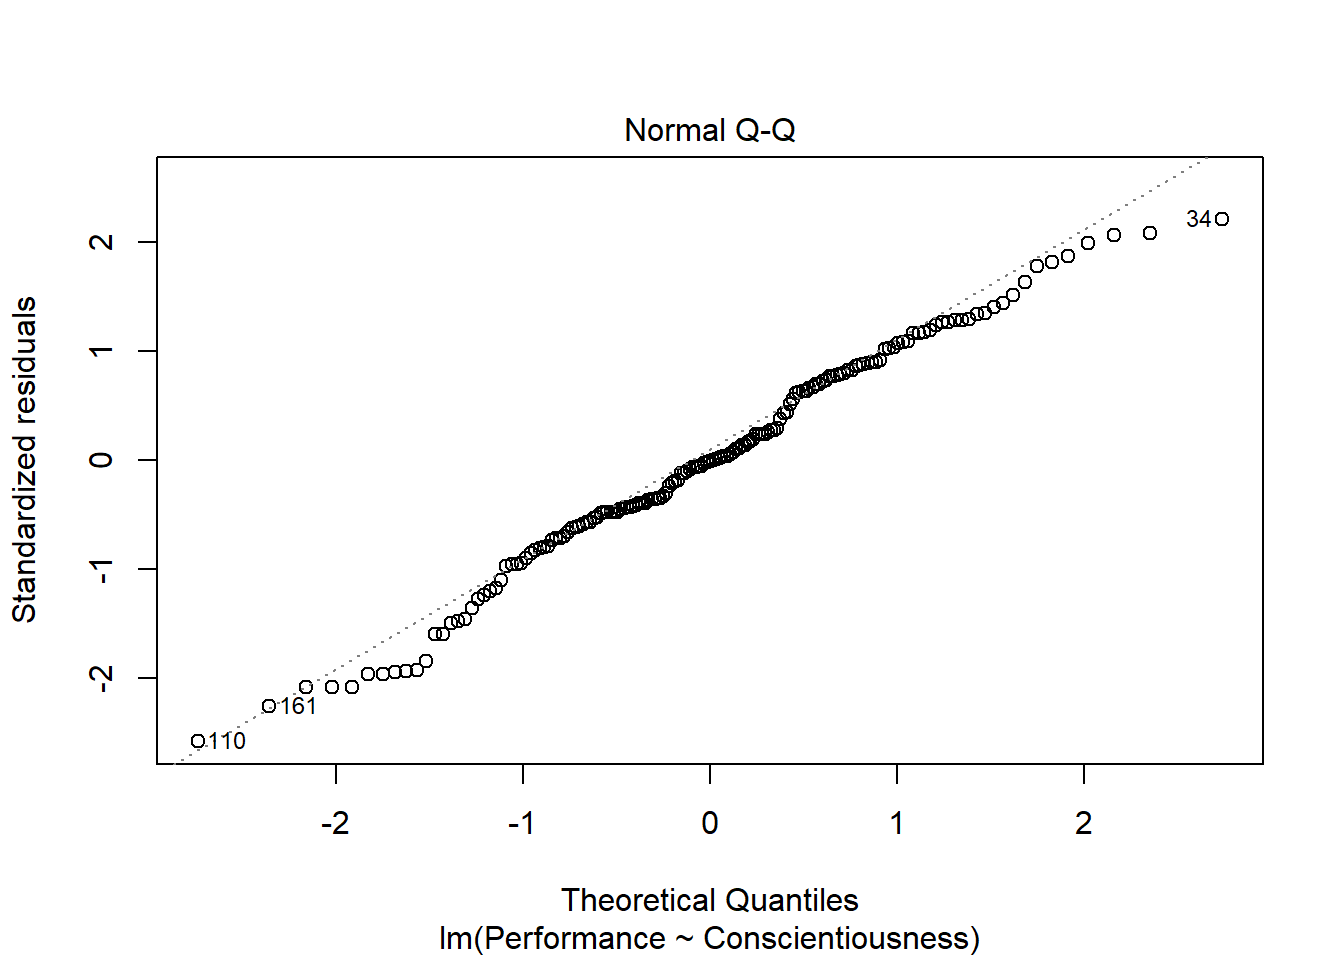 Normal Q-Q
Standardized residuals
2
1
0
-1
-2
34
161
110
-2 -1 0 1 2
Theoretical Quantiles
lm(Performance ~ Conscientiousness)